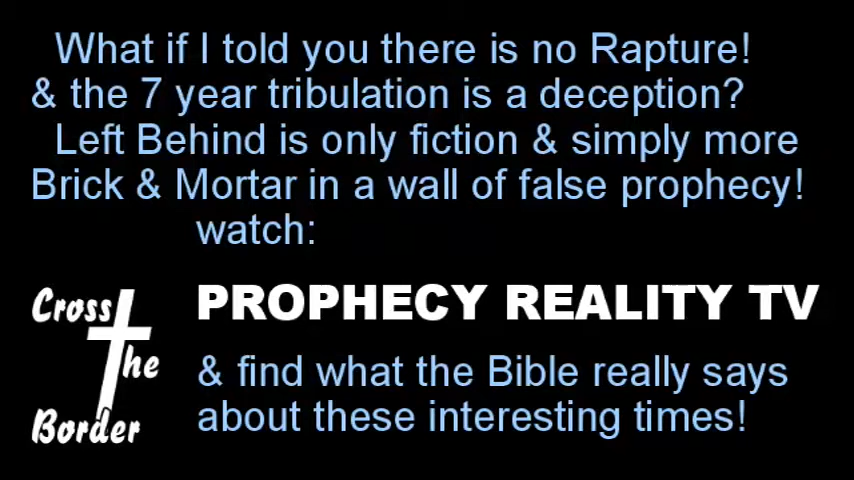 What if I told you there is no Rapture!
& the 7 year tribulation is a deception?
Left Behind is only fiction & simply more
Brick & Mortar in a wall of false prophecy!
watch:
PROPHECY REALITY TV
Cross
The
Border
& find what the Bible really says
about these interesting times!